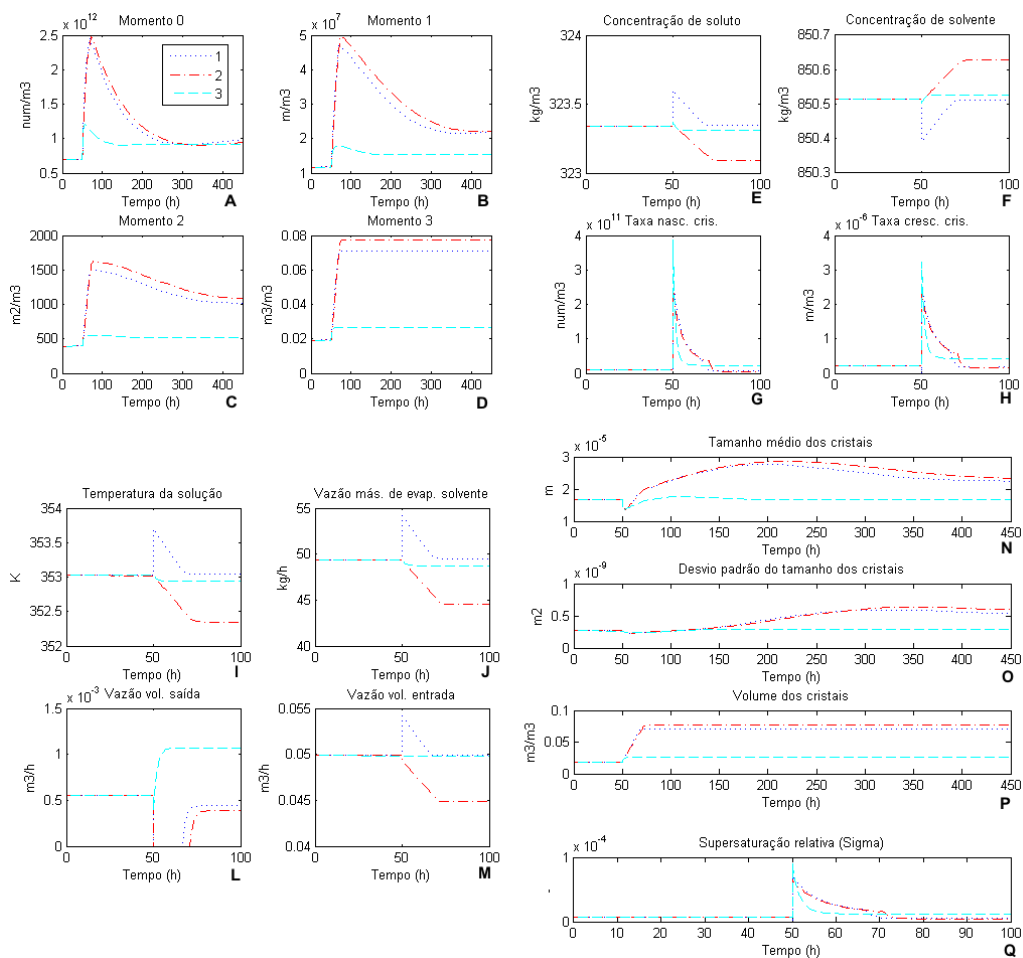 Momento 0
x 10^12
2.5
2
1.5
1
0.5
num/m3
1
2
3
0 100 200 300 400
Tempo (h)
A
Momento 1
x 10^7
5
4
3
2
1
m/m3
0 100 200 300 400
Tempo (h)
B
Concentração de soluto
324
323.5
323
kg/m3
0 50 100
Tempo (h)
E
Concentração de solvente
850.7
850.6
850.5
850.4
850.3
kg/m3
0 50 100
Tempo (h)
F
Momento 2
2000
1500
1000
500
0
m2/m3
0 100 200 300 400
Tempo (h)
C
Momento 3
0.08
0.06
0.04
0.02
0
m3/m3
0 100 200 300 400
Tempo (h)
D
x 10^11 Taxa nasc. cris.
4
3
2
1
0
num/m3
0 50 100
Tempo (h)
G
x 10^-6 Taxa cresc. cris.
4
3
2
1
0
m/m3
0 50 100
Tempo (h)
H
Temperatura da solução
354
353.5
353
352.5
352
K
0 50 100
Tempo (h)
I
Vazão más. de evap. solvente
55
50
45
40
kg/h
0 50 100
Tempo (h)
J
Tamanho médio dos cristais
x 10^-5
3
2
1
m
0 50 100 150 200 250 300 350 400 450
Tempo (h)
N
Desvio padrão do tamanho dos cristais
x 10^-9
1
0.5
0
m2
0 50 100 150 200 250 300 350 400 450
Tempo (h)
O
x 10^-3 Vazão vol. saída
1.5
1
0.5
0
m3/h
0 50 100
Tempo (h)
L
Vazão vol. entrada
0.055
0.05
0.045
0.04
m3/h
0 50 100
Tempo (h)
M
Volume dos cristais
0.1
0.05
0
m3/m3
0 50 100 150 200 250 300 350 400 450
Tempo (h)
P
Supersaturação relativa (Sigma)
x 10^-4
1
0
-
0 10 20 30 40 50 60 70 80 90 100
Tempo (h)
Q